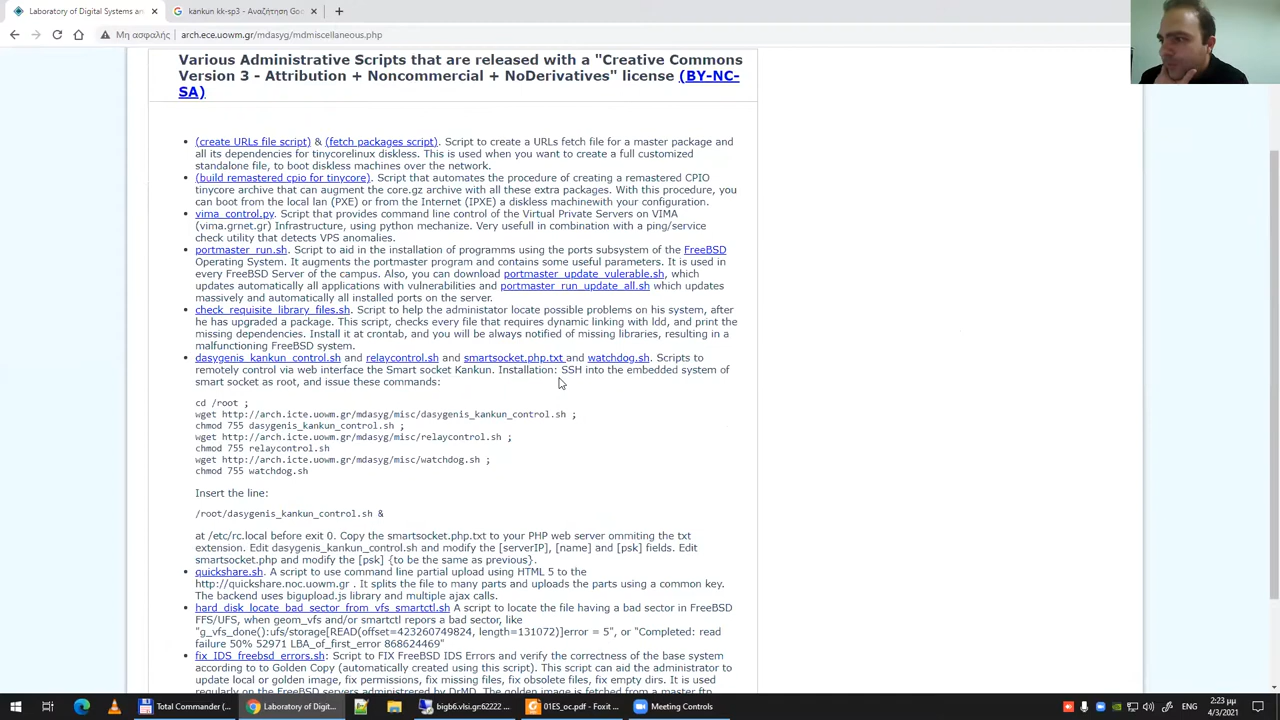 Laboratory of Digital Systems an
kankun kk-sp3 - Αναζήτηση Goo
Μη ασφαλής
arch.ece.uowm.gr/mdasyg/mdmiscellaneous.php
Various Administrative Scripts that are released with a "Creative Commons
Version 3 - Attribution + Noncommercial + NoDerivatives" license (BY-NC-
SA)
(create URLs file script) & (fetch packages script). Script to create a URLs fetch file for a master package and
all its dependencies for tinycorelinux diskless. This is used when you want to create a full customized
standalone file, to boot diskless machines over the network.
(build remastered cpio for tinycore). Script that automates the procedure of creating a remastered CPIO
tinycore archive that can augment the core.gz archive with all these extra packages. With this procedure, you
can boot from the local lan (PXE) or from the Internet (IPXE) a diskless machinewith your configuration.
vima_control.py. Script that provides command line control of the Virtual Private Servers on VIMA
(vima.grnet.gr) Infrastructure, using python mechanize. Very usefull in combination with a ping/service
check utility that detects VPS anomalies.
portmaster_run.sh. Script to aid in the installation of programms using the ports subsystem of the FreeBSD
Operating System. It augments the portmaster program and contains some useful parameters. It is used in
every FreeBSD Server of the campus. Also, you can download portmaster_update_vulerable.sh, which
updates automatically all applications with vulnerabilities and portmaster_run_update_all.sh which updates
massively and automatically all installed ports on the server.
check_requisite_library_files.sh. Script to help the administator locate possible problems on his system, after
he has upgraded a package. This script, checks every file that requires dynamic linking with ldd, and print the
missing dependencies. Install it at crontab, and you will be always notified of missing libraries, resulting in a
malfunctioning FreeBSD system.
dasygenis_kankun_control.sh and relaycontrol.sh and smartsocket.php.txt and watchdog.sh. Scripts to
remotely control via web interface the Smart socket Kankun. Installation: SSH into the embedded system of
smart socket as root, and issue these commands:
cd /root ;
wget http://arch.icte.uowm.gr/mdasyg/misc/dasygenis_kankun_control.sh ;
chmod 755 dasygenis_kankun_control.sh ;
wget http://arch.icte.uowm.gr/mdasyg/misc/relaycontrol.sh ;
chmod 755 relaycontrol.sh
wget http://arch.icte.uowm.gr/mdasyg/misc/watchdog.sh ;
chmod 755 watchdog.sh
Insert the line:
/root/dasygenis_kankun_control.sh &
at /etc/rc.local before exit 0. Copy the smartsocket.php.txt to your PHP web server ommiting the txt
extension. Edit dasygenis_kankun_control.sh and modify the [serverIP], [name] and [psk] fields. Edit
smartsocket.php and modify the [psk] {to be the same as previous}.
quickshare.sh. A script to use command line partial upload using HTML 5 to the
http://quickshare.noc.uowm.gr . It splits the file to many parts and uploads the parts using a common key.
The backend uses bigupload.js library and multiple ajax calls.
hard_disk_locate_bad_sector_from_vfs_smartctl.sh A script to locate the file having a bad sector in FreeBSD
FFS/UFS, when geom_vfs and/or smartctl repors a bad sector, like
"g_vfs_done():ufs/storage[READ(offset=423260749824, length=131072)]error = 5", or "Completed: read
failure 50% 52971 LBA_of_first_error 868624469"
fix_IDS_freebsd_errors.sh: Script to FIX FreeBSD IDS Errors and verify the correctness of the base system
according to to Golden Copy (automatically created using this script). This script can aid the administrator to
update local or golden image, fix permissions, fix missing files, fix obsolete files, fix empty dirs. It is used
regularly on the FreeBSD servers administrered by DrMD. The golden image is fetched from a master ftp
Total Commander (...
Laboratory of Digit...
bigb6.vlsi.gr:62222 ...
01ES_oc.pdf - Foxit ...
Meeting Controls
2:23 μμ
4/3/2021